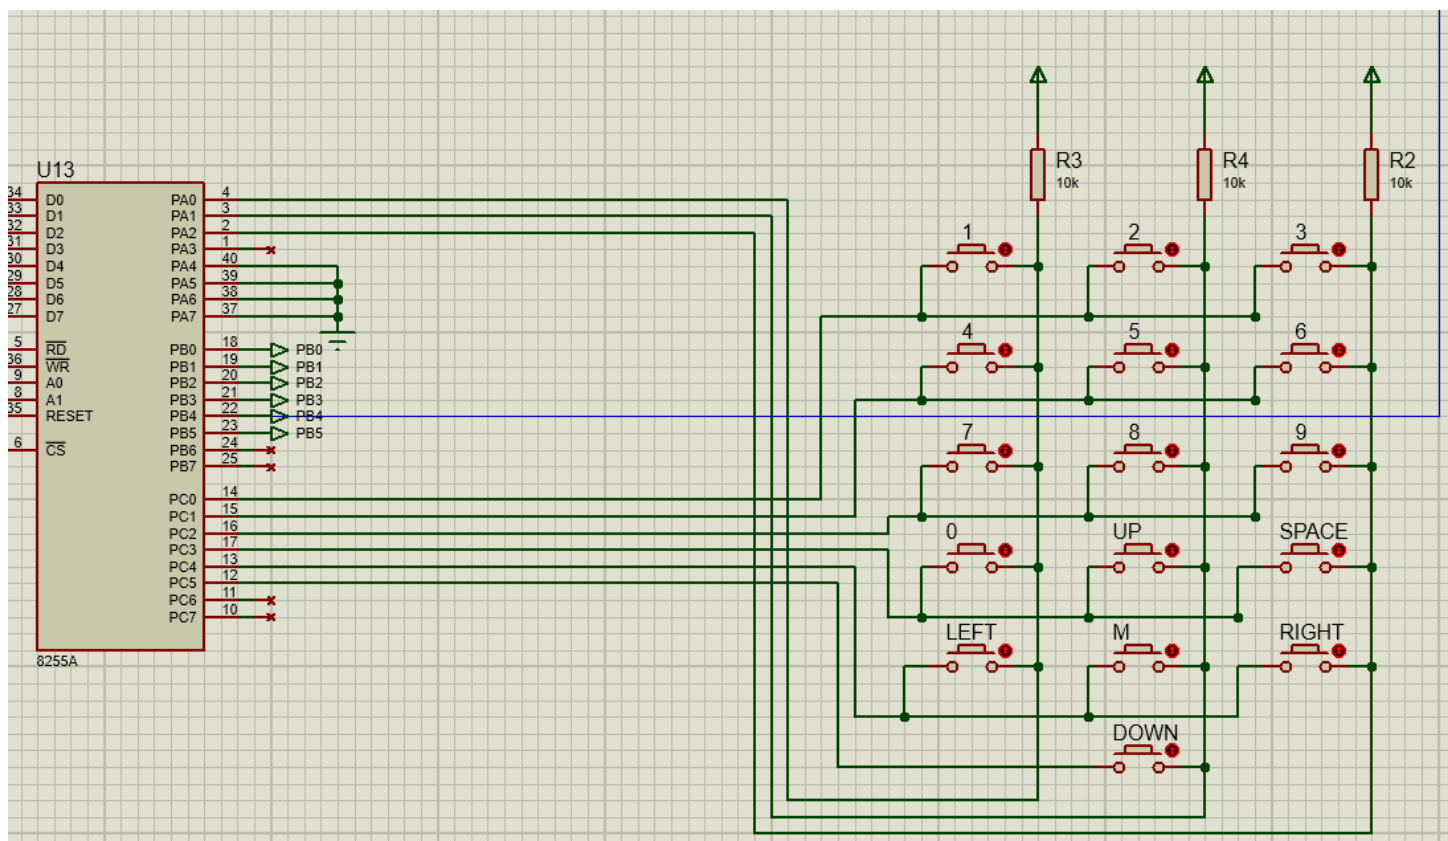 U13
34 D0 PA0 4
33 D1 PA1 3
32 D2 PA2 2
31 D3 PA3 1
30 D4 PA4 40
29 D5 PA5 39
28 D6 PA6 38
27 D7 PA7 37
5 RD PB0 18 PB0
36 WR PB1 19 PB1
9 A0 PB2 20 PB2
8 A1 PB3 21 PB3
35 RESET PB4 22 PB4
PB5 23 PB5
6 CS PB6 24
PB7 25
PC0 14
PC1 15
PC2 16
PC3 17
PC4 13
PC5 12
PC6 11
PC7 10
8255A
R3 R4 R2
10k 10k 10k
1 2 3
4 5 6
7 8 9
0 UP SPACE
LEFT M RIGHT
DOWN